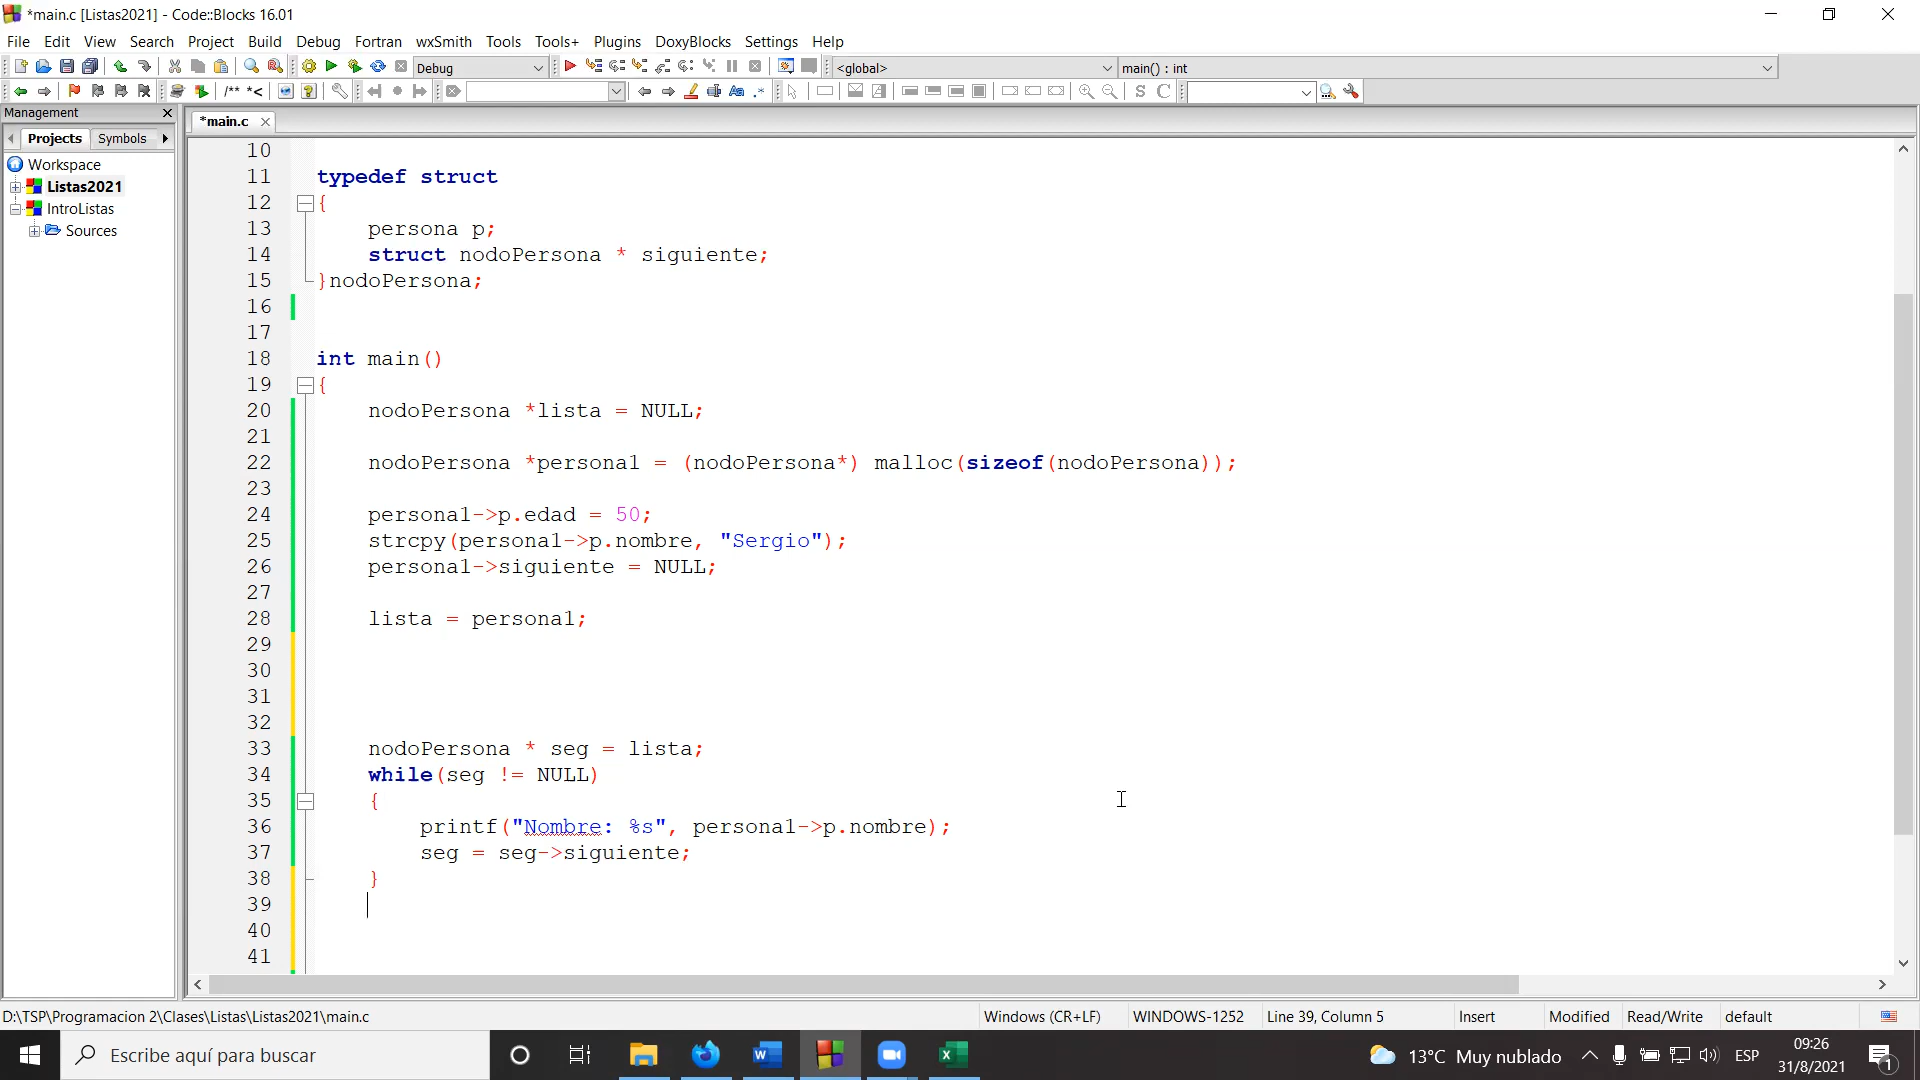 *main.c [Listas2021] - Code::Blocks 16.01
File Edit View Search Project Build Debug Fortran wxSmith Tools Tools+ Plugins DoxyBlocks Settings Help
Debug <global> main() : int
/** *< Aa .* S C
Management *main.c
Projects Symbols
Workspace
Listas2021
IntroListas
Sources
10
11 typedef struct
12 {
13 persona p;
14 struct nodoPersona * siguiente;
15 }nodoPersona;
16
17
18 int main()
19 {
20 nodoPersona *lista = NULL;
21
22 nodoPersona *persona1 = (nodoPersona*) malloc(sizeof(nodoPersona));
23
24 persona1->p.edad = 50;
25 strcpy(persona1->p.nombre, "Sergio");
26 persona1->siguiente = NULL;
27
28 lista = persona1;
29
30
31
32
33 nodoPersona * seg = lista;
34 while(seg != NULL)
35 {
36 printf("Nombre: %s", persona1->p.nombre);
37 seg = seg->siguiente;
38 }
39
40
41
D:\TSP\Programacion 2\Clases\Listas\Listas2021\main.c Windows (CR+LF) WINDOWS-1252 Line 39, Column 5 Insert Modified Read/Write default
Escribe aquí para buscar 13°C Muy nublado ESP 09:26
31/8/2021 1